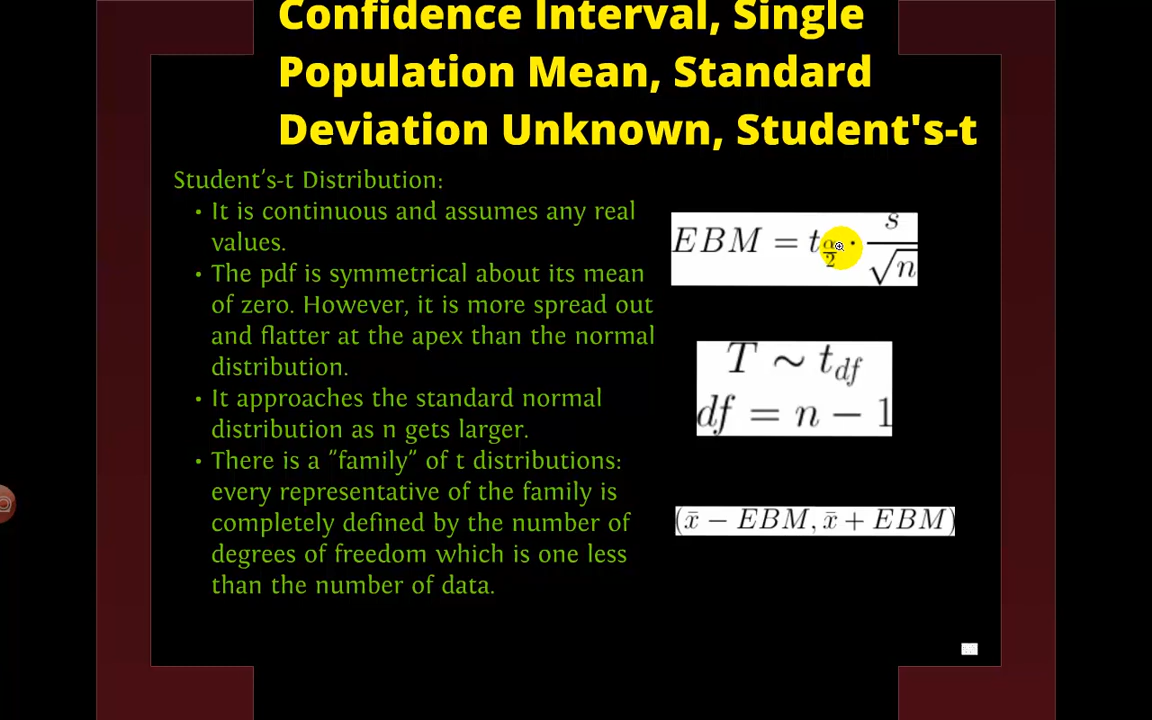 Confidence Interval, Single
Population Mean, Standard
Deviation Unknown, Student's-t
Student's-t Distribution:
• It is continuous and assumes any real
values.
• The pdf is symmetrical about its mean
of zero. However, it is more spread out
and flatter at the apex than the normal
distribution.
• It approaches the standard normal
distribution as n gets larger.
• There is a "family" of t distributions:
every representative of the family is
completely defined by the number of
degrees of freedom which is one less
than the number of data.
EBM = t_{α/2} · s/√n
T ~ t_{df}
df = n − 1
(x̄ − EBM, x̄ + EBM)